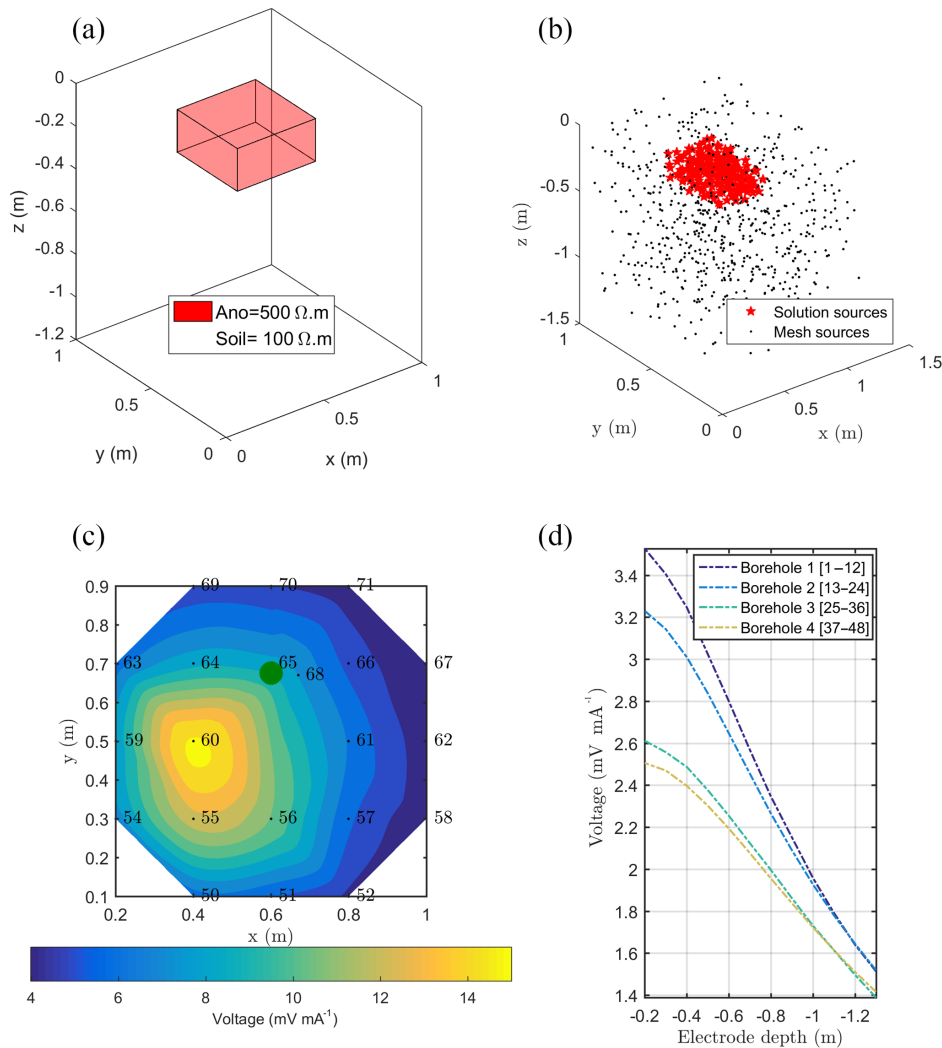 (a)
0
-0.2
-0.4
-0.6
-0.8
-1
-1.2
z (m)
1
0.5
0
y (m)
0
0.5
1
x (m)
Ano=500 Ω.m
Soil= 100 Ω.m
(b)
0
-0.5
-1
-1.5
z (m)
1
0.5
0
y (m)
0
0.5
1
1.5
x (m)
Solution sources
Mesh sources
(c)
0.9
0.8
0.7
0.6
0.5
0.4
0.3
0.2
0.1
y (m)
69 70 71
63 64 65 66 67
68
59 60 61 62
54 55 56 57 58
50 51 52
0.2 0.4 0.6 0.8 1
x (m)
4 6 8 10 12 14
Voltage (mV mA⁻¹)
(d)
3.4
3.2
3
2.8
2.6
2.4
2.2
2
1.8
1.6
1.4
Voltage (mV mA⁻¹)
Borehole 1 [1–12]
Borehole 2 [13–24]
Borehole 3 [25–36]
Borehole 4 [37–48]
-0.2 -0.4 -0.6 -0.8 -1 -1.2
Electrode depth (m)